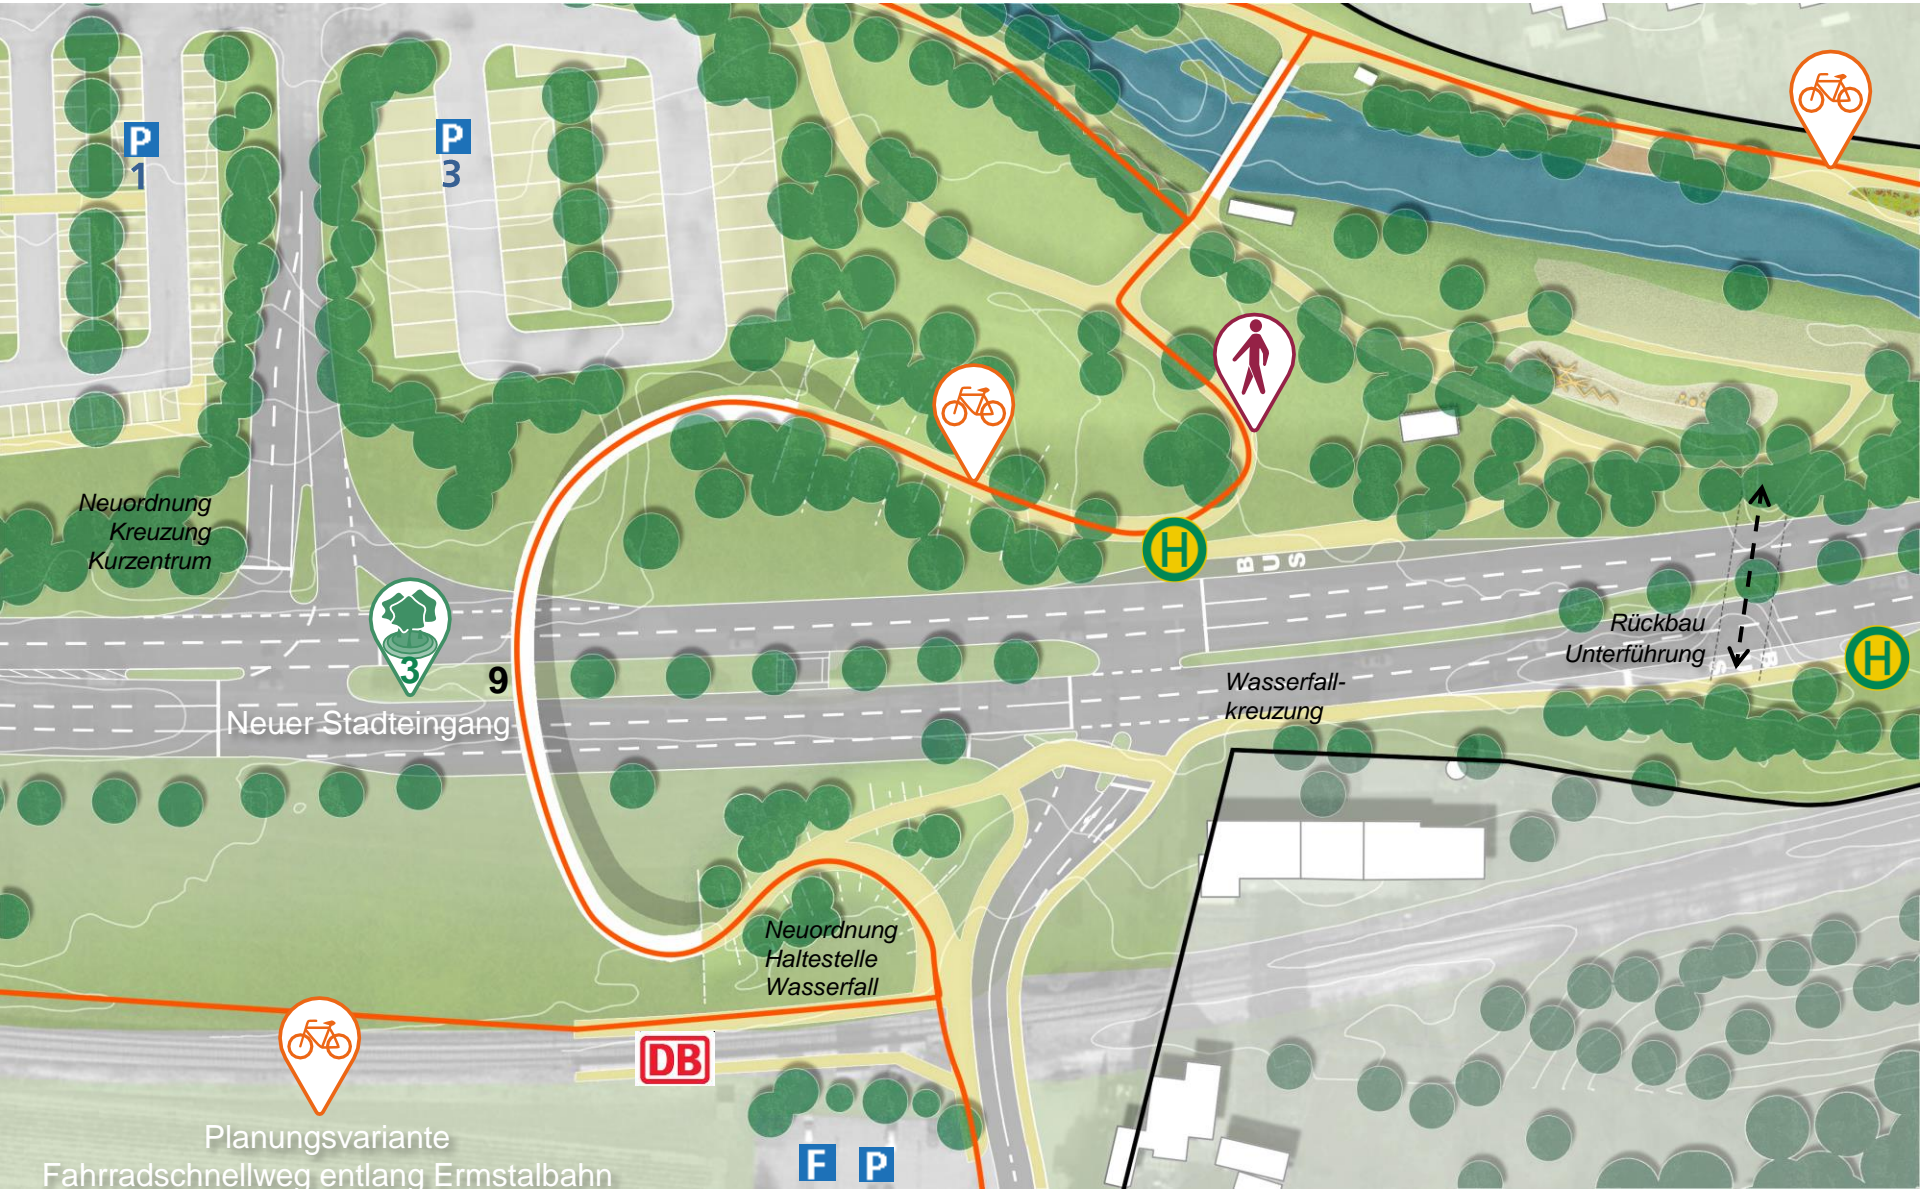 P
1
P
3
Neuordnung
Kreuzung
Kurzentrum
H
BUS
3
9
Neuer Stadteingang
Rückbau
Unterführung
H
Wasserfall-
kreuzung
Neuordnung
Haltestelle
Wasserfall
DB
Planungsvariante
Fahrradschnellweg entlang Ermstalbahn
F P